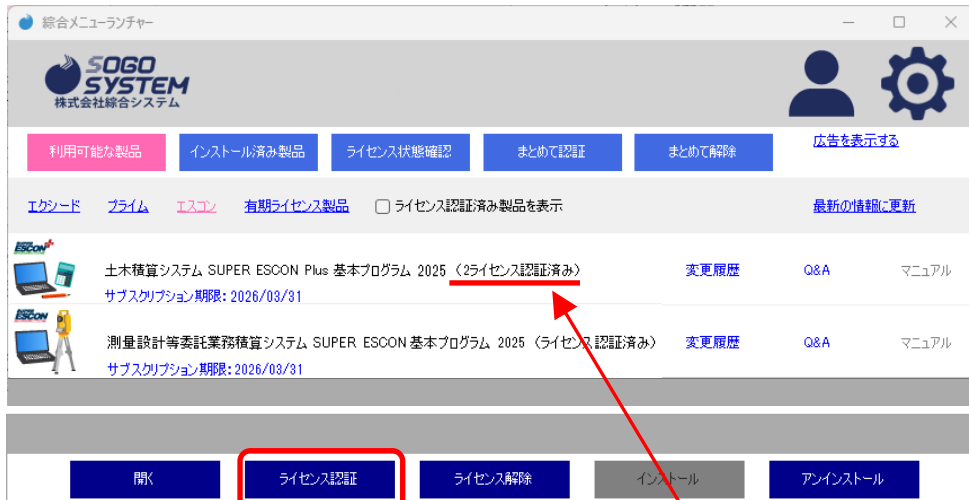 綜合メニューランチャー
SOGO
SYSTEM
株式会社綜合システム
利用可能な製品 インストール済み製品 ライセンス状態確認 まとめて認証 まとめて解除 広告を表示する
エクシード プライム エスコン 有期ライセンス製品 ライセンス認証済み製品を表示 最新の情報に更新
SUPER ESCON+
土木積算システム SUPER ESCON Plus 基本プログラム 2025 (2ライセンス認証済み) 変更履歴 Q&A マニュアル
サブスクリプション期限: 2026/03/31
SUPER ESCON
測量設計等委託業務積算システム SUPER ESCON 基本プログラム 2025 (ライセンス認証済み) 変更履歴 Q&A マニュアル
サブスクリプション期限: 2026/03/31
開く ライセンス認証 ライセンス解除 インストール アンインストール